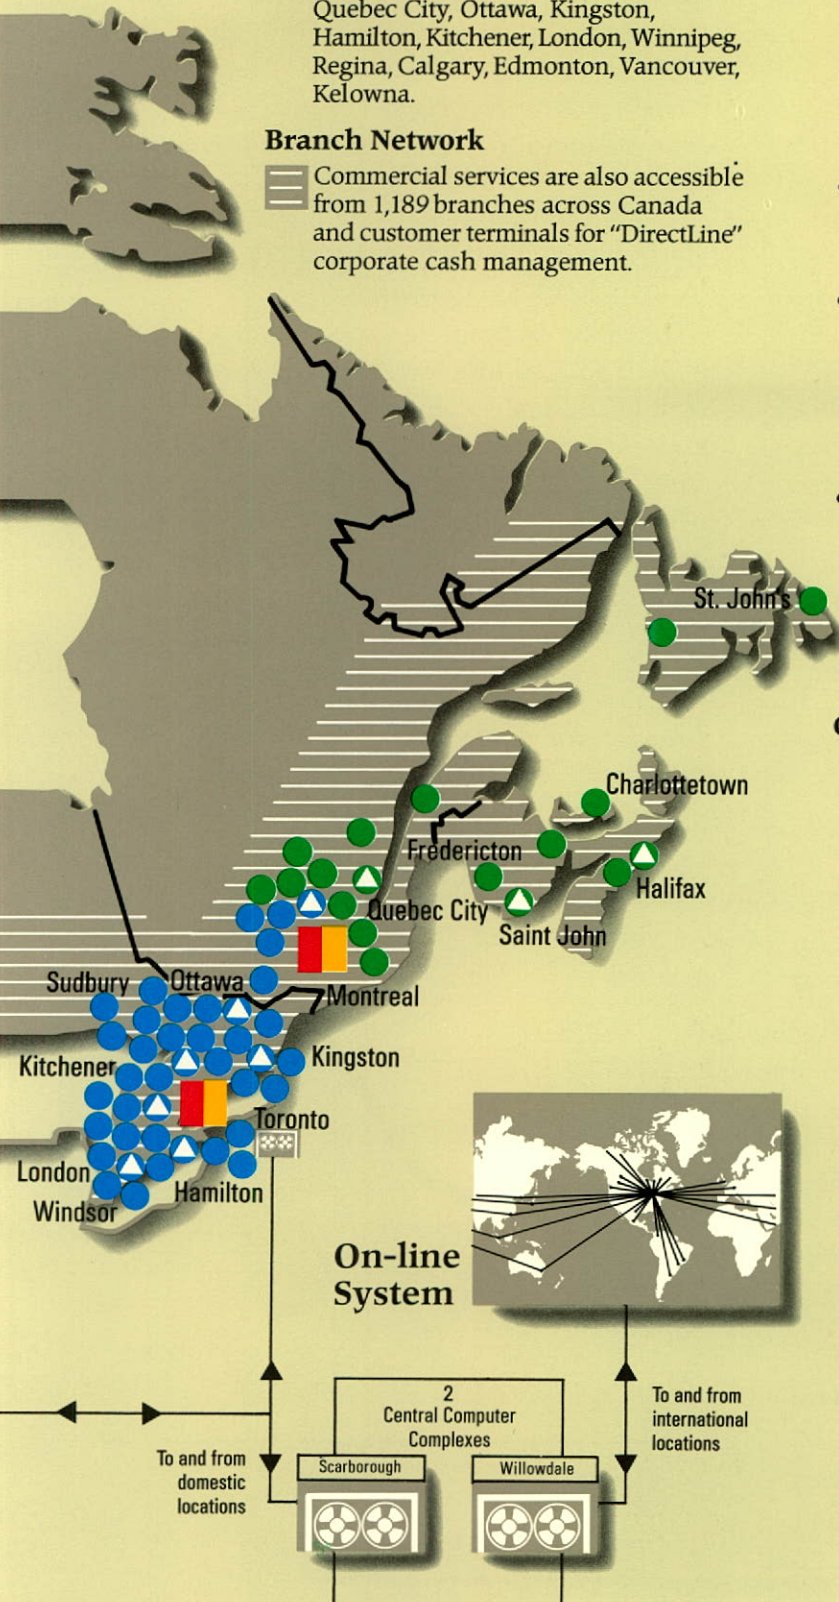 Quebec City, Ottawa, Kingston,
Hamilton, Kitchener, London, Winnipeg,
Regina, Calgary, Edmonton, Vancouver,
Kelowna.
Branch Network
Commercial services are also accessible
from 1,189 branches across Canada
and customer terminals for “DirectLine”
corporate cash management.
St. John's
Charlottetown
Fredericton
Halifax
Quebec City
Saint John
Sudbury
Ottawa
Montreal
Kitchener
Kingston
Toronto
London
Hamilton
Windsor
On-line
System
2
Central Computer
Complexes
To and from
international
locations
To and from
domestic
locations
Scarborough
Willowdale